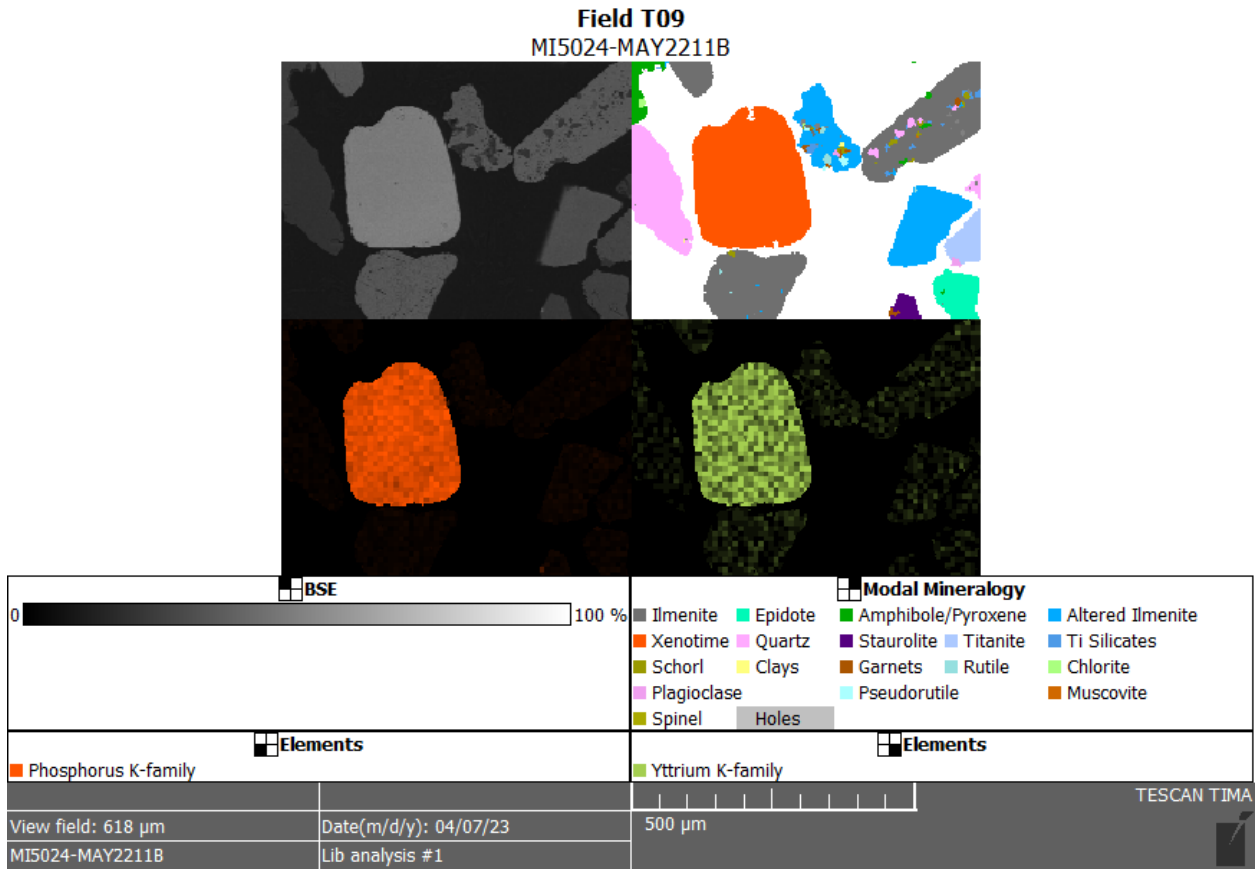 Field T09
MI5024-MAY2211B
BSE
0 100 %
Modal Mineralogy
Ilmenite Epidote Amphibole/Pyroxene Altered Ilmenite
Xenotime Quartz Staurolite Titanite Ti Silicates
Schorl Clays Garnets Rutile Chlorite
Plagioclase Pseudorutile Muscovite
Spinel Holes
Elements
Phosphorus K-family
Elements
Yttrium K-family
TESCAN TIMA
View field: 618 µm Date(m/d/y): 04/07/23 500 µm
MI5024-MAY2211B Lib analysis #1